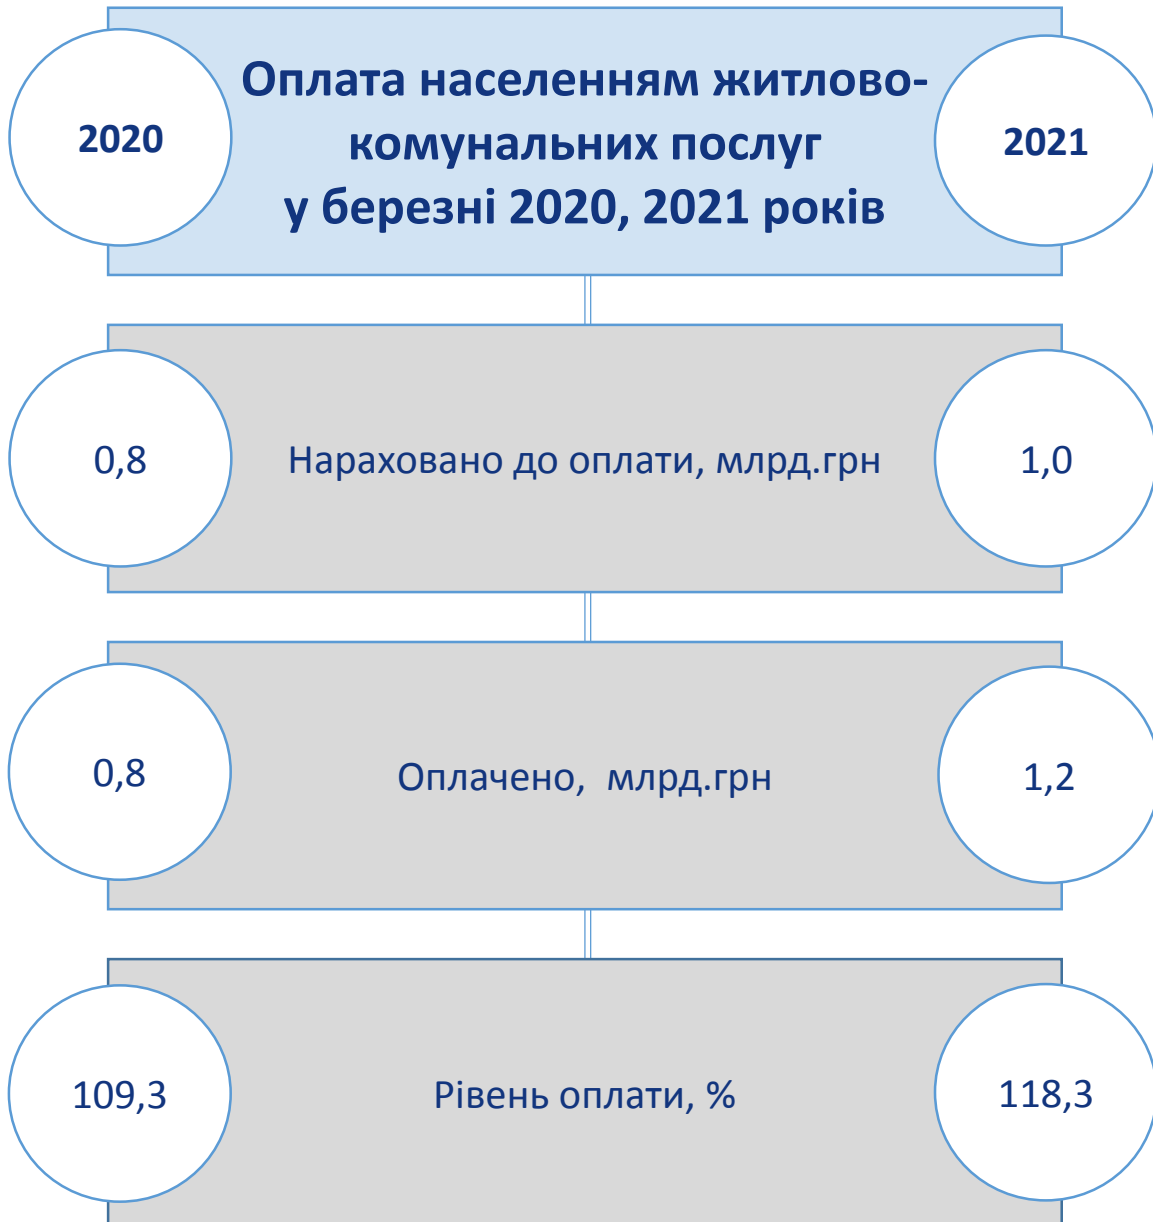 2020
Оплата населенням житлово-
комунальних послуг
у березні 2020, 2021 років
2021
0,8
Нараховано до оплати, млрд.грн
1,0
0,8
Оплачено, млрд.грн
1,2
109,3
Рівень оплати, %
118,3